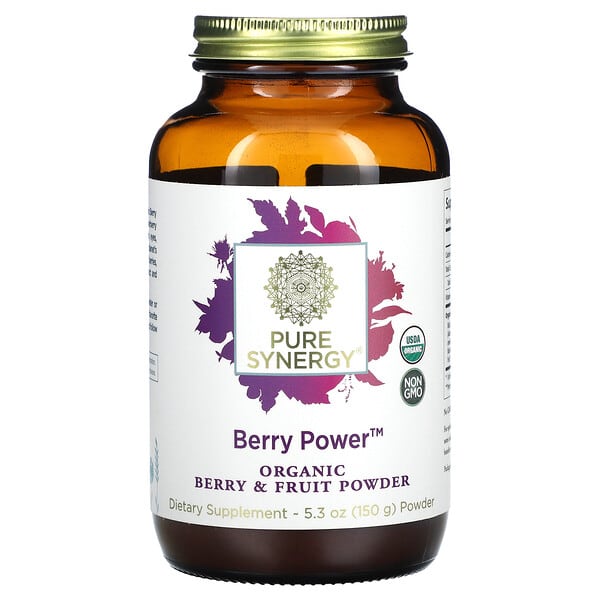 PURE
SYNERGY®
USDA
ORGANIC
NON
GMO
Berry Power™
ORGANIC
BERRY & FRUIT POWDER
Dietary Supplement ~ 5.3 oz (150 g) Powder